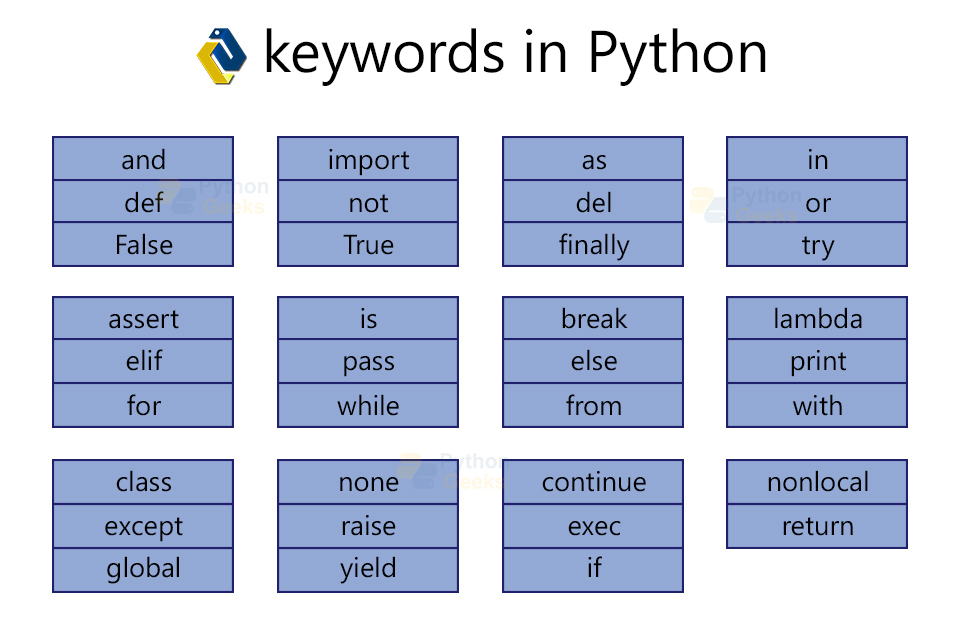 keywords in Python
and
def
False
import
not
True
as
del
finally
in
or
try
assert
elif
for
is
pass
while
break
else
from
lambda
print
with
class
except
global
none
raise
yield
continue
exec
if
nonlocal
return
Python
Geeks
Python
Geeks
Python
Geeks